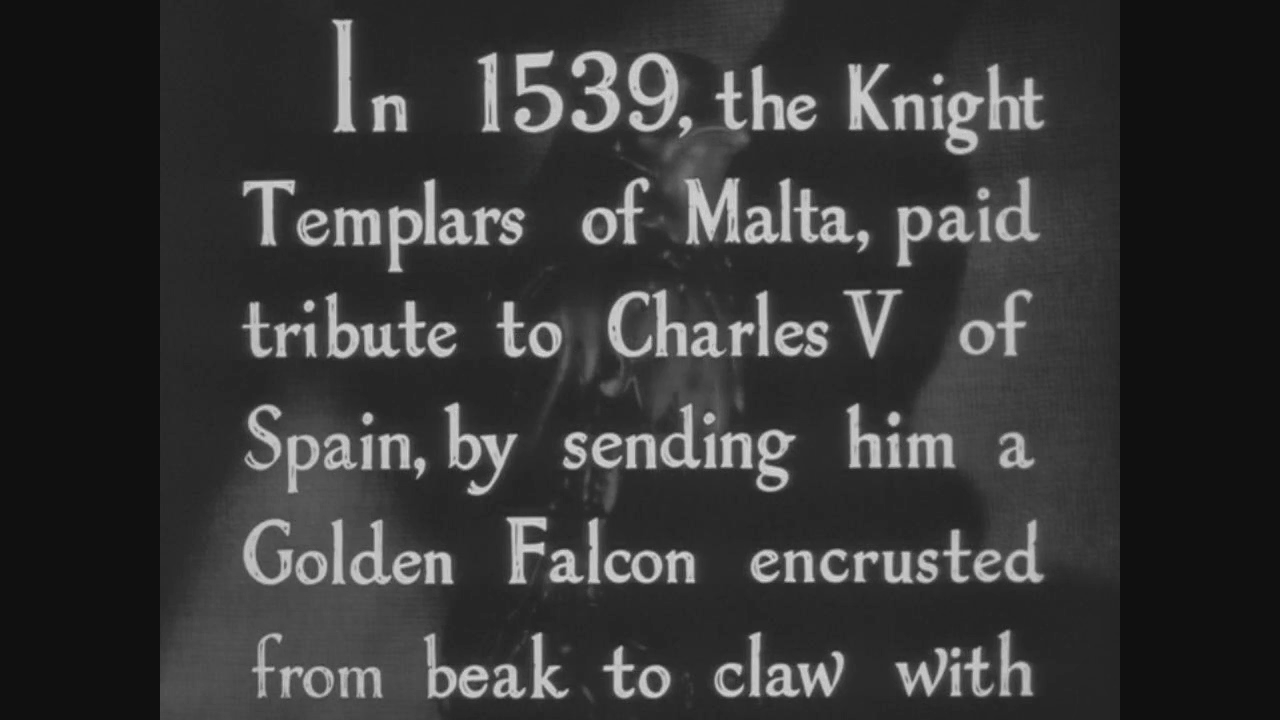 In 1539, the Knight
Templars of Malta, paid
tribute to Charles V of
Spain, by sending him a
Golden Falcon encrusted
from beak to claw with